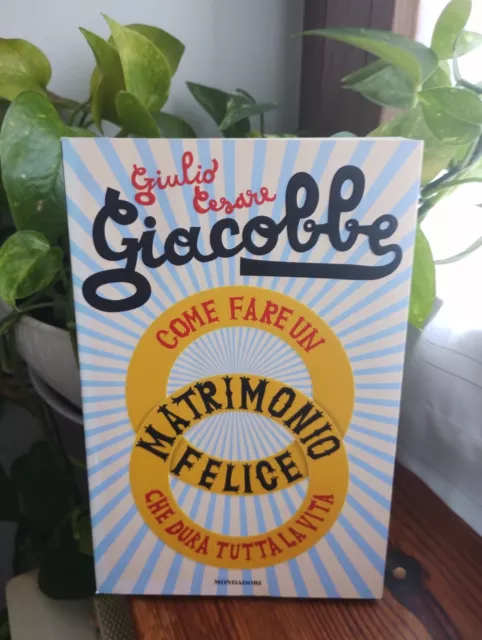 Giulio
Cesare
Giacobbe
COME FARE UN
MATRIMONIO
FELICE
CHE DURA TUTTA LA VITA
MONDADORI